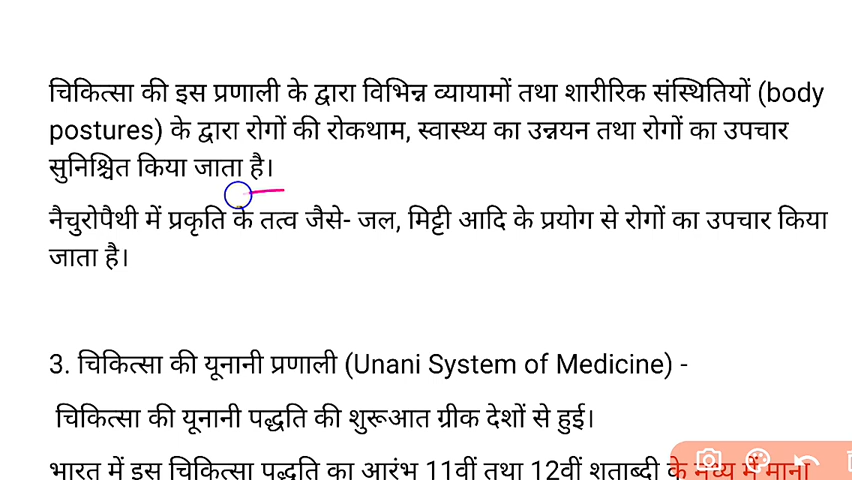 चिकित्सा की इस प्रणाली के द्वारा विभिन्न व्यायामों तथा शारीरिक संस्थितियों (body
postures) के द्वारा रोगों की रोकथाम, स्वास्थ्य का उन्नयन तथा रोगों का उपचार
सुनिश्चित किया जाता है।
नैचुरोपैथी में प्रकृति के तत्व जैसे- जल, मिट्टी आदि के प्रयोग से रोगों का उपचार किया
जाता है।
3. चिकित्सा की यूनानी प्रणाली (Unani System of Medicine) -
चिकित्सा की यूनानी पद्धति की शुरूआत ग्रीक देशों से हुई।
भारत में इस चिकित्सा पद्धति का आरंभ 11वीं तथा 12वीं शताब्दी के मध्य में माना